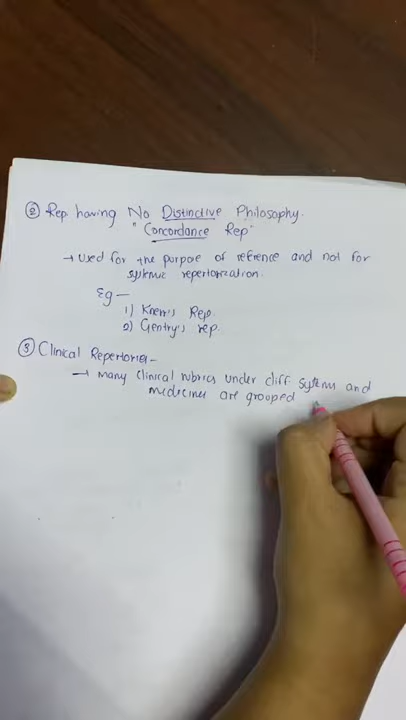 ② Rep having No Distinctive Philosophy.
"Concordance Rep"
→ Used for the purpose of refrence and not for
systemic repertorization.
Eg —
1) Knerr's Rep.
2) Gentry's rep.
③ Clinical Repertories -
→ Many clinical rubrics under diff systems and
medicines are grouped